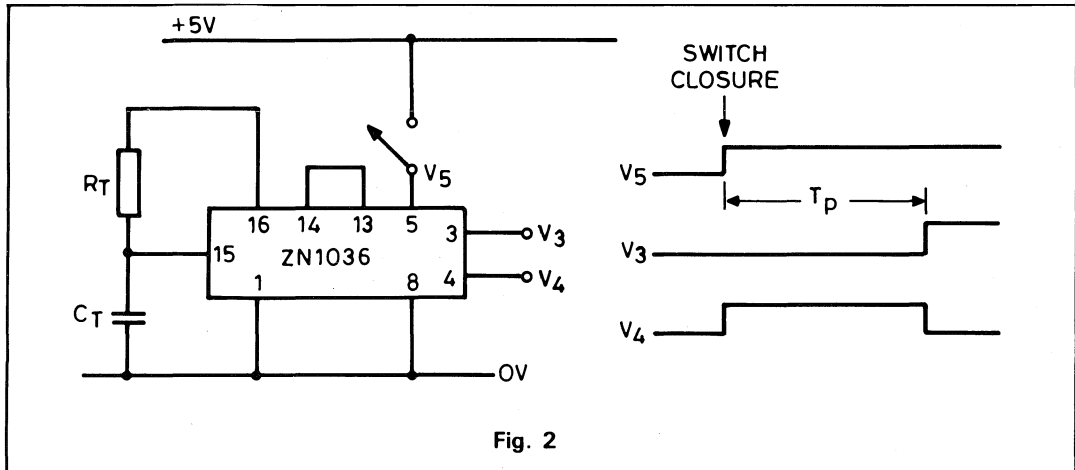 +5V
SWITCH
CLOSURE
RT
V5
16
14
13
5
3
V3
15
ZN1036
4
V4
1
8
CT
0V
V5
Tp
V3
V4
Fig. 2